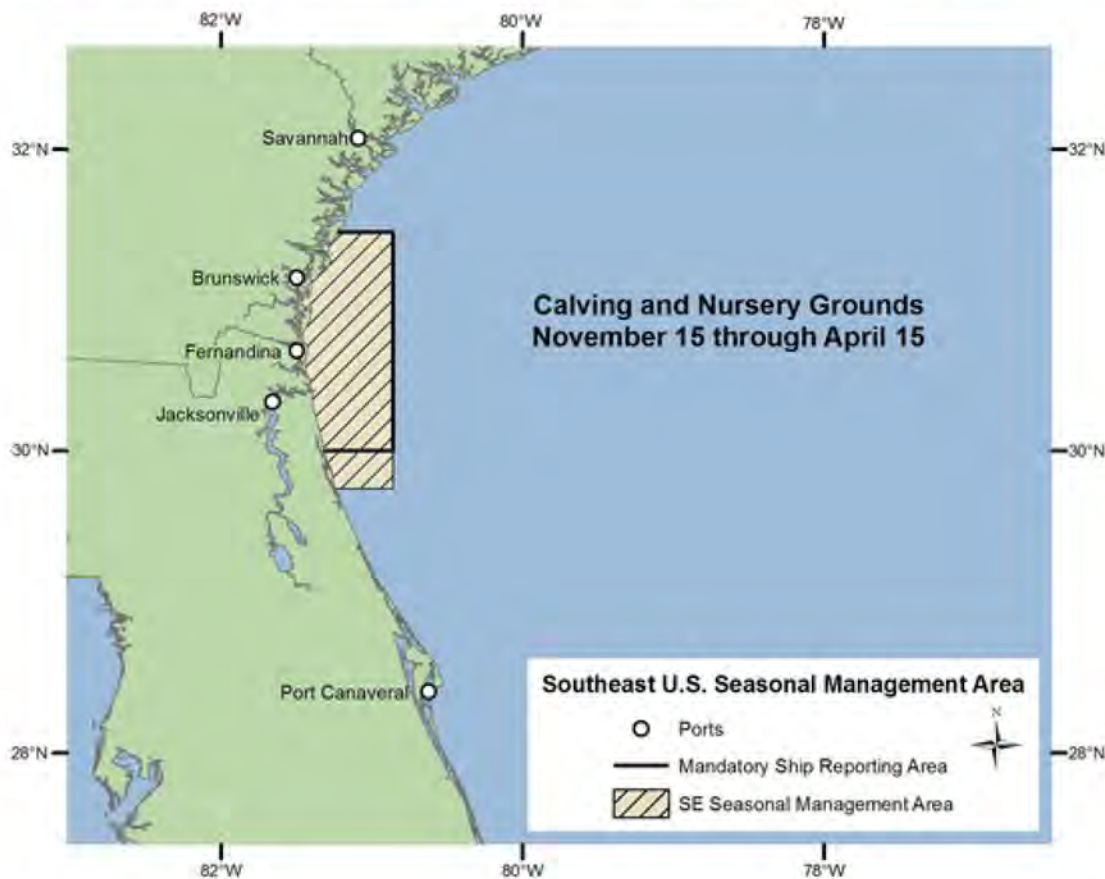 82°W
80°W
78°W
32°N
Savannah
32°N
Brunswick
Calving and Nursery Grounds
November 15 through April 15
Fernandina
Jacksonville
30°N
30°N
Port Canaveral
Southeast U.S. Seasonal Management Area
N
Ports
28°N
Mandatory Ship Reporting Area
28°N
SE Seasonal Management Area
82°W
80°W
78°W